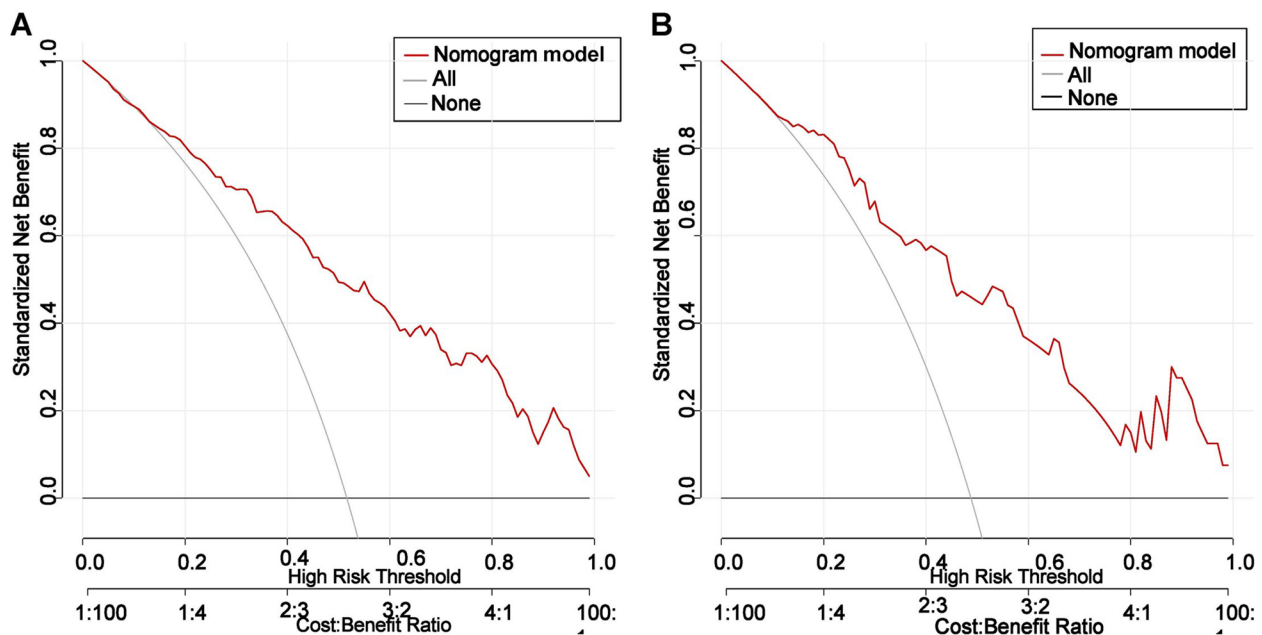 A
Standardized Net Benefit
1.0
0.8
0.6
0.4
0.2
0.0
Nomogram model
All
None
0.0 0.2 0.4 0.6 0.8 1.0
High Risk Threshold
1:100 1:4 2:3 3:2 4:1 100:
Cost:Benefit Ratio
B
Standardized Net Benefit
1.0
0.8
0.6
0.4
0.2
0.0
Nomogram model
All
None
0.0 0.2 0.4 0.6 0.8 1.0
High Risk Threshold
1:100 1:4 2:3 3:2 4:1 100:
Cost:Benefit Ratio